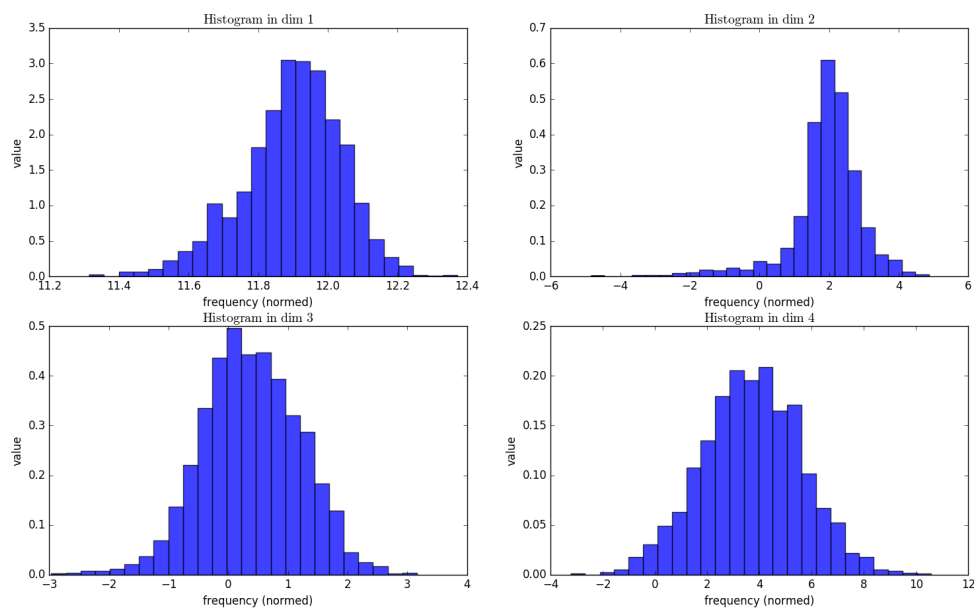 Histogram in dim 1
3.5
3.0
2.5
2.0
1.5
1.0
0.5
0.0
value
11.2 11.4 11.6 11.8 12.0 12.2 12.4
frequency (normed)
Histogram in dim 2
0.7
0.6
0.5
0.4
0.3
0.2
0.1
0.0
value
−6 −4 −2 0 2 4 6
frequency (normed)
Histogram in dim 3
0.5
0.4
0.3
0.2
0.1
0.0
value
−3 −2 −1 0 1 2 3 4
frequency (normed)
Histogram in dim 4
0.25
0.20
0.15
0.10
0.05
0.00
value
−4 −2 0 2 4 6 8 10 12
frequency (normed)